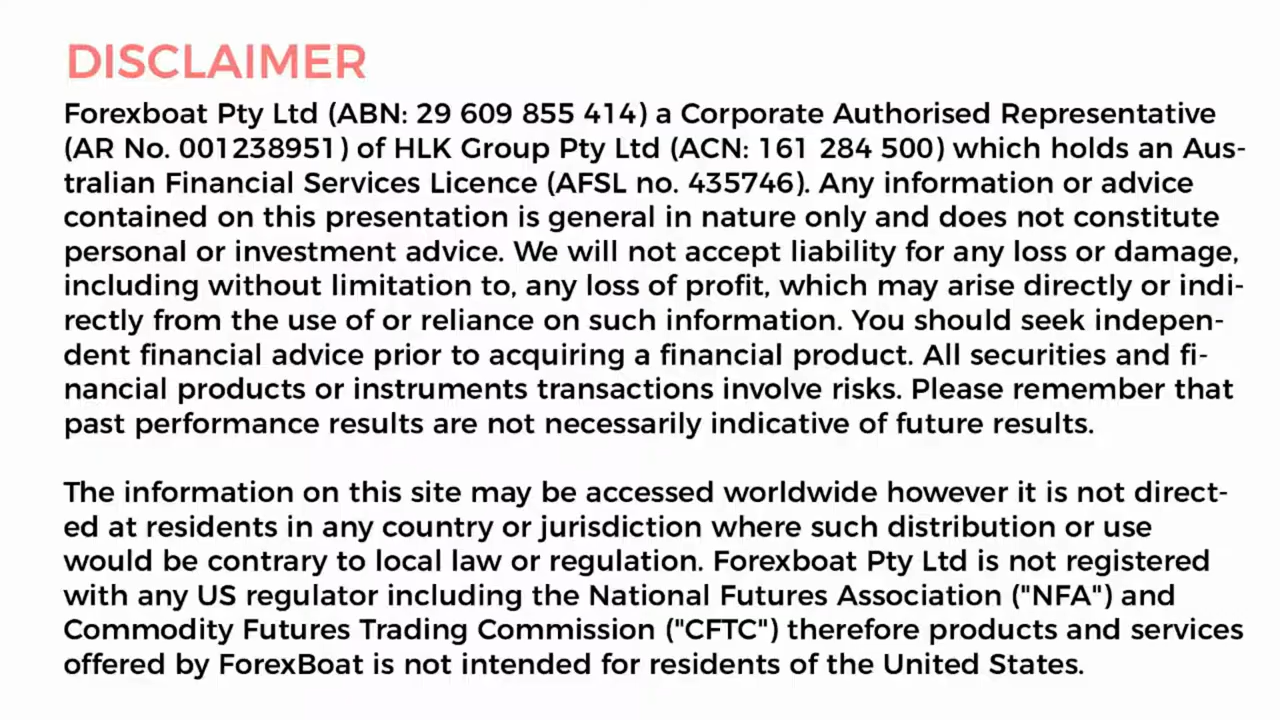 DISCLAIMER
Forexboat Pty Ltd (ABN: 29 609 855 414) a Corporate Authorised Representative
(AR No. 001238951) of HLK Group Pty Ltd (ACN: 161 284 500) which holds an Aus-
tralian Financial Services Licence (AFSL no. 435746). Any information or advice
contained on this presentation is general in nature only and does not constitute
personal or investment advice. We will not accept liability for any loss or damage,
including without limitation to, any loss of profit, which may arise directly or indi-
rectly from the use of or reliance on such information. You should seek indepen-
dent financial advice prior to acquiring a financial product. All securities and fi-
nancial products or instruments transactions involve risks. Please remember that
past performance results are not necessarily indicative of future results.
The information on this site may be accessed worldwide however it is not direct-
ed at residents in any country or jurisdiction where such distribution or use
would be contrary to local law or regulation. Forexboat Pty Ltd is not registered
with any US regulator including the National Futures Association ("NFA") and
Commodity Futures Trading Commission ("CFTC") therefore products and services
offered by ForexBoat is not intended for residents of the United States.